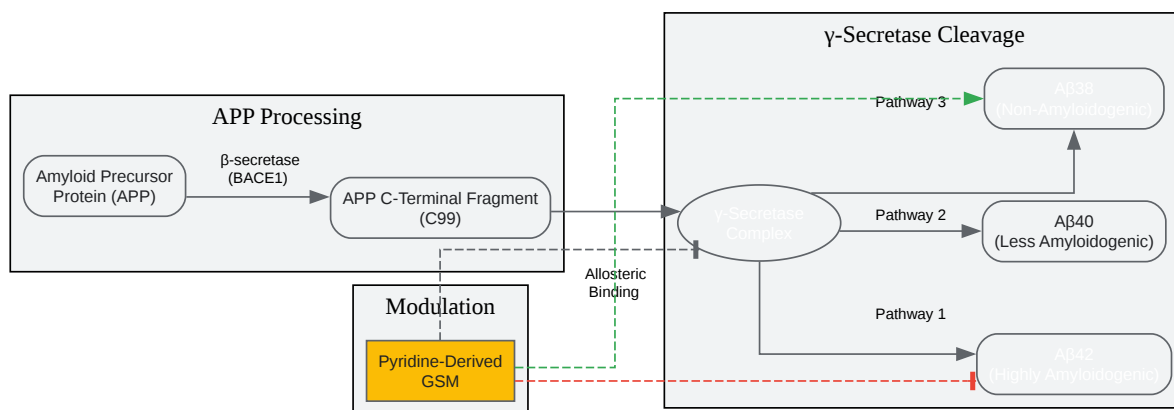 γ-Secretase Cleavage
APP Processing
Aβ38
(Non-Amyloidogenic)
Pathway 3
β-secretase
(BACE1)
Amyloid Precursor
Protein (APP)
APP C-Terminal Fragment
(C99)
γ-Secretase
Complex
Pathway 2
Aβ40
(Less Amyloidogenic)
Allosteric
Binding
Modulation
Pathway 1
Pyridine-Derived
GSM
Aβ42
(Highly Amyloidogenic)